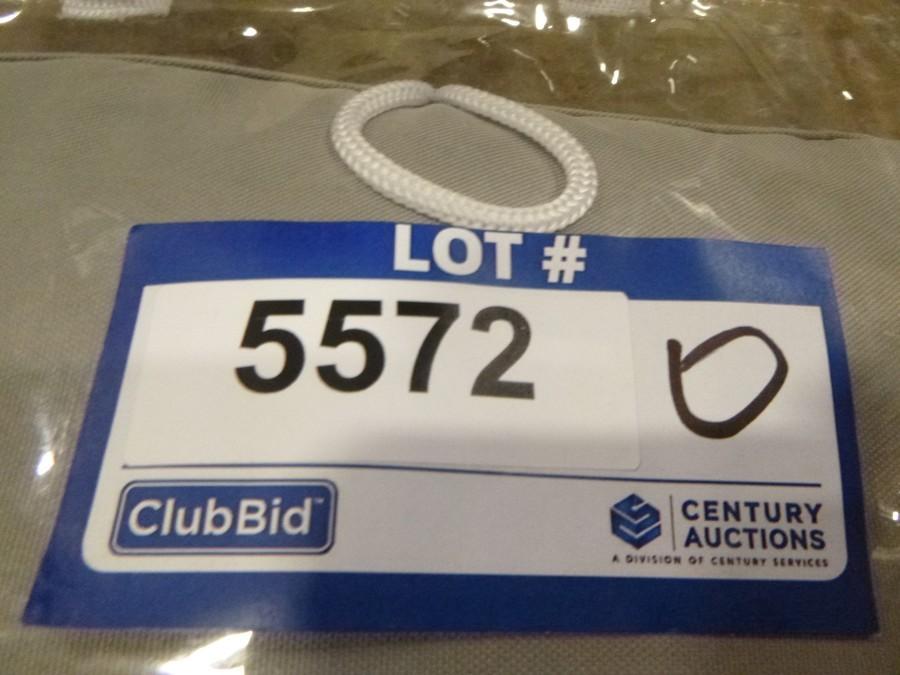 LOT #
5572 D
ClubBid™
CENTURY
AUCTIONS
A DIVISION OF CENTURY SERVICES